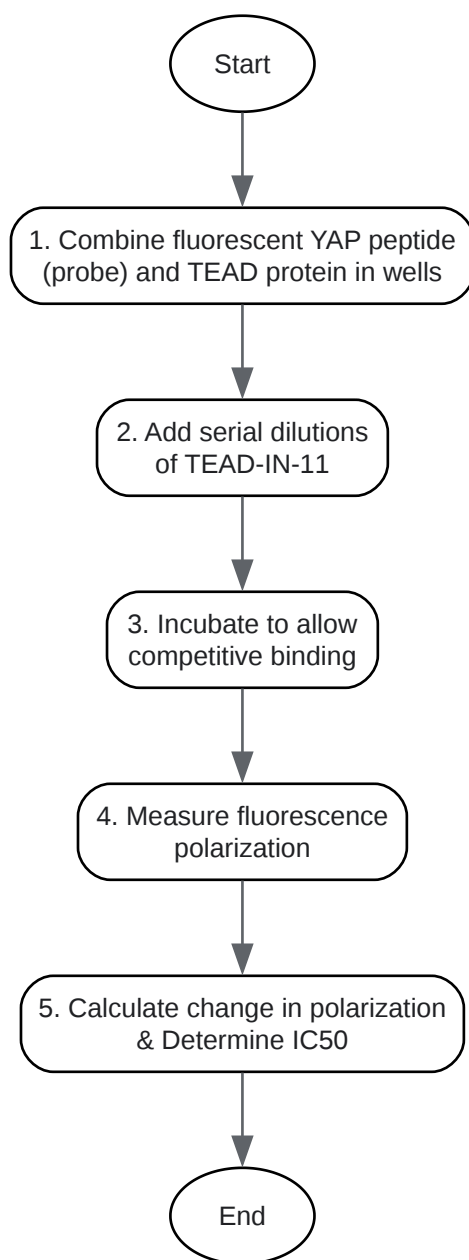 Start
1. Combine fluorescent YAP peptide
(probe) and TEAD protein in wells
2. Add serial dilutions
of TEAD-IN-11
3. Incubate to allow
competitive binding
4. Measure fluorescence
polarization
5. Calculate change in polarization
& Determine IC50
End